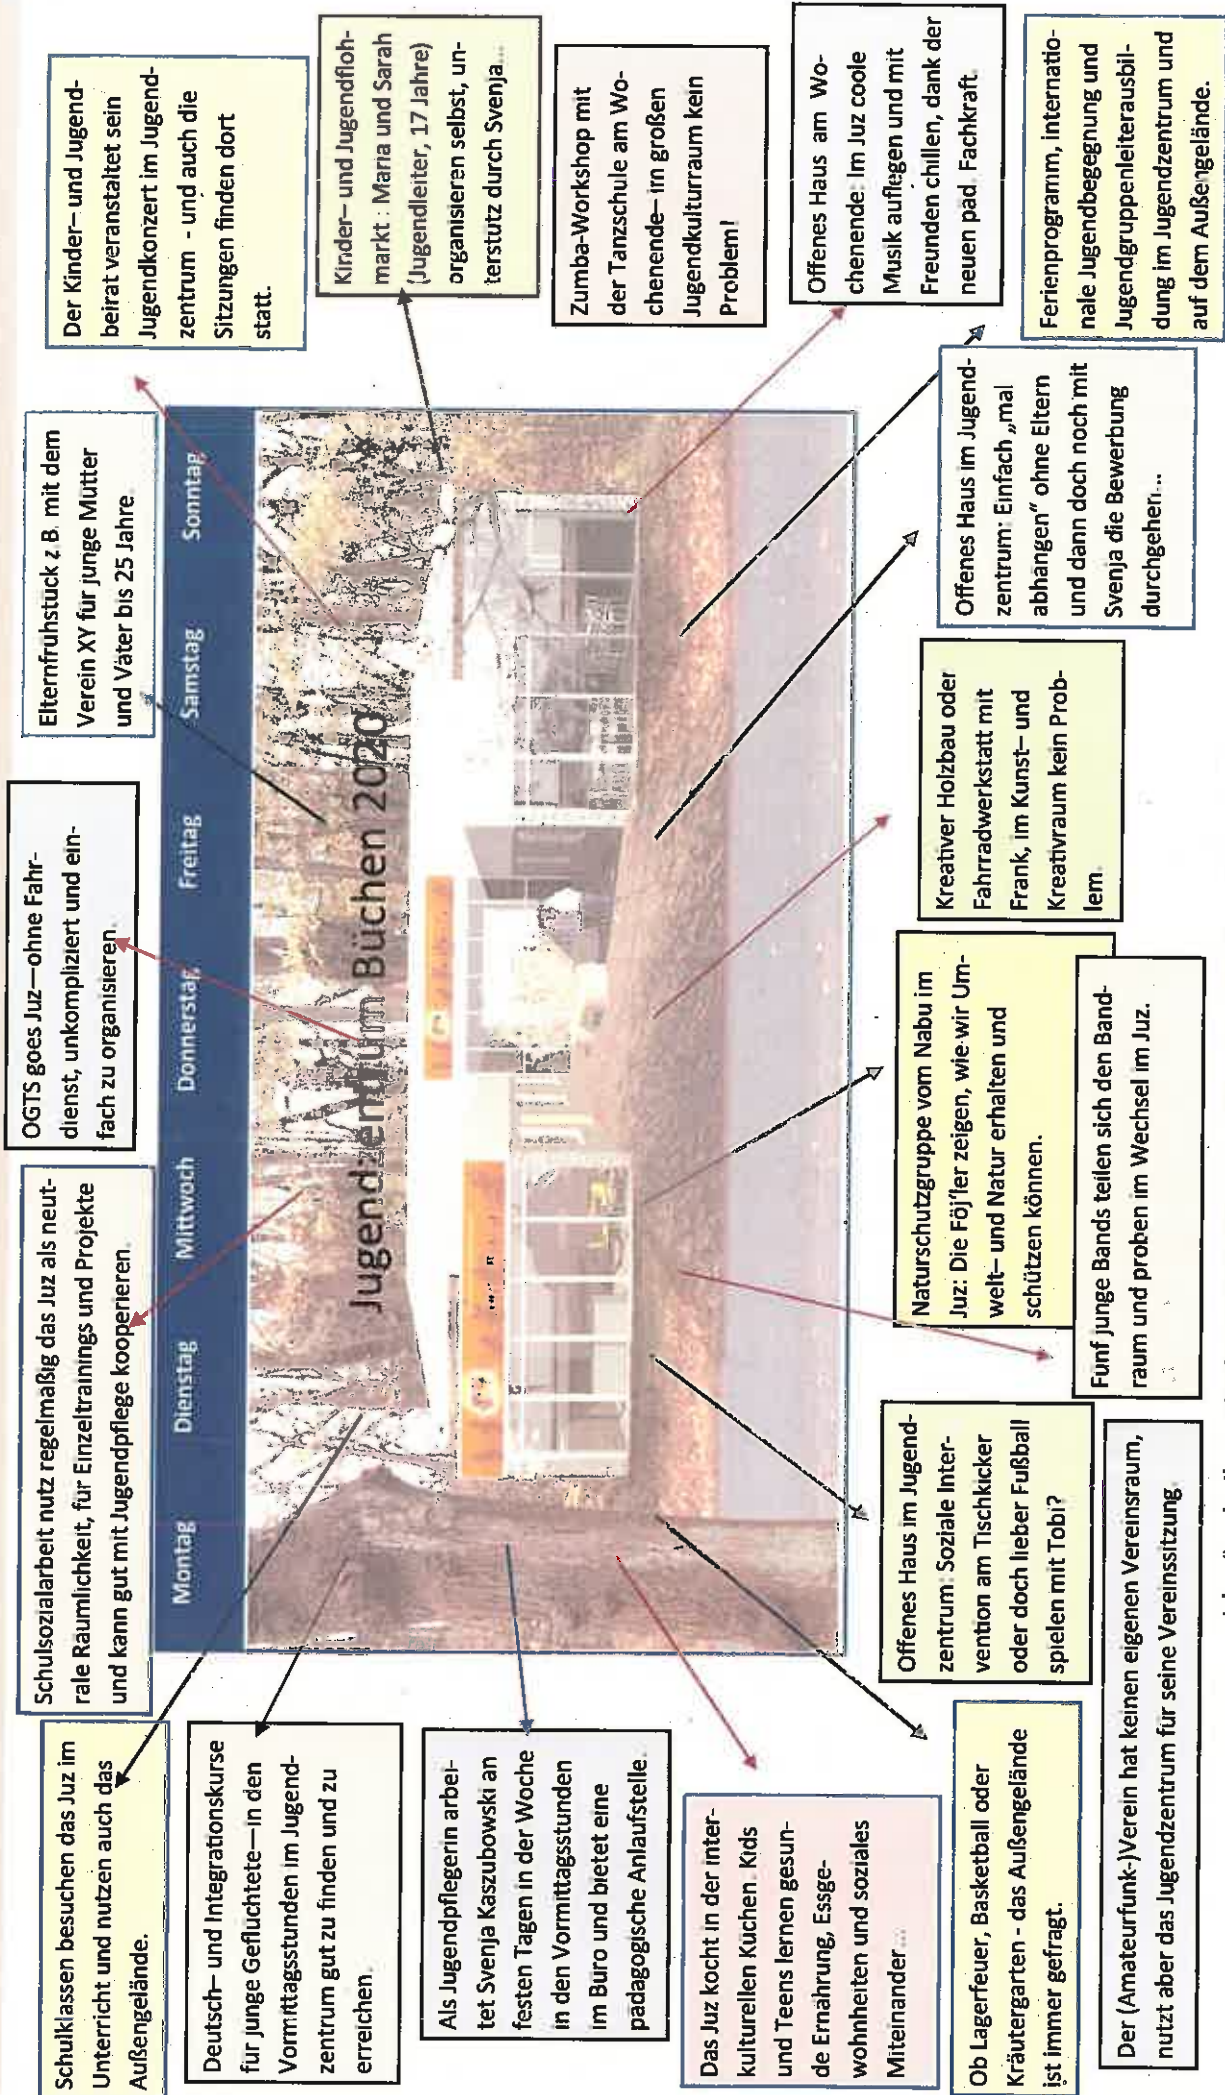 Schulklassen besuchen das Juz im
Unterricht und nutzen auch das
Außengelände.
Schulsozialarbeit nutz regelmäßig das Juz als neut-
rale Räumlichkeit, für Einzeltrainings und Projekte
und kann gut mit Jugendpflege kooperieren.
OGTS goes Juz—ohne Fahr-
dienst, unkompliziert und ein-
fach zu organisieren.
Elternfrühstück z.B. mit dem
Verein XY für junge Mütter
und Väter bis 25 Jahre
Der Kinder– und Jugend-
beirat veranstaltet sein
Jugendkonzert im Jugend-
zentrum - und auch die
Sitzungen finden dort
statt.
Montag Dienstag Mittwoch Donnerstag Freitag Samstag Sonntag
Jugendzentrum Büchen 2020
Deutsch– und Integrationskurse
für junge Geflüchtete—in den
Vormittagsstunden im Jugend-
zentrum gut zu finden und zu
erreichen.
Kinder– und Jugendfloh-
markt : Maria und Sarah
(Jugendleiter, 17 Jahre)
organisieren selbst, un-
terstütz durch Svenja...
Als Jugendpflegerin arbei-
tet Svenja Kaszubowski an
festen Tagen in der Woche
in den Vormittagsstunden
im Büro und bietet eine
pädagogische Anlaufstelle.
Zumba-Workshop mit
der Tanzschule am Wo-
chenende– im großen
Jugendkulturraum kein
Problem!
Das Juz kocht in der inter-
kulturellen Küchen. Kids
und Teens lernen gesun-
de Ernährung, Essge-
wohnheiten und soziales
Miteinander...
Offenes Haus am Wo-
chenende: Im Juz coole
Musik auflegen und mit
Freunden chillen, dank der
neuen päd. Fachkraft.
Ob Lagerfeuer, Basketball oder
Kräutergarten - das Außengelände
ist immer gefragt.
Offenes Haus im Jugend-
zentrum: Soziale Inter-
vention am Tischkicker
oder doch lieber Fußball
spielen mit Tobi?
Naturschutzgruppe vom Nabu im
Juz: Die Föj'ler zeigen, wie wir Um-
welt– und Natur erhalten und
schützen können.
Kreativer Holzbau oder
Fahrradwerkstatt mit
Frank, im Kunst– und
Kreativraum kein Prob-
lem.
Offenes Haus im Jugend-
zentrum: Einfach „mal
abhängen“ ohne Eltern
und dann doch noch mit
Svenja die Bewerbung
durchgehen...
Ferienprogramm, internatio-
nale Jugendbegegnung und
Jugendgruppenleiterausbil-
dung im Jugendzentrum und
auf dem Außengelände.
Der (Amateurfunk-)Verein hat keinen eigenen Vereinsraum,
nutzt aber das Jugendzentrum für seine Vereinssitzung.
Fünf junge Bands teilen sich den Band-
raum und proben im Wechsel im Juz.